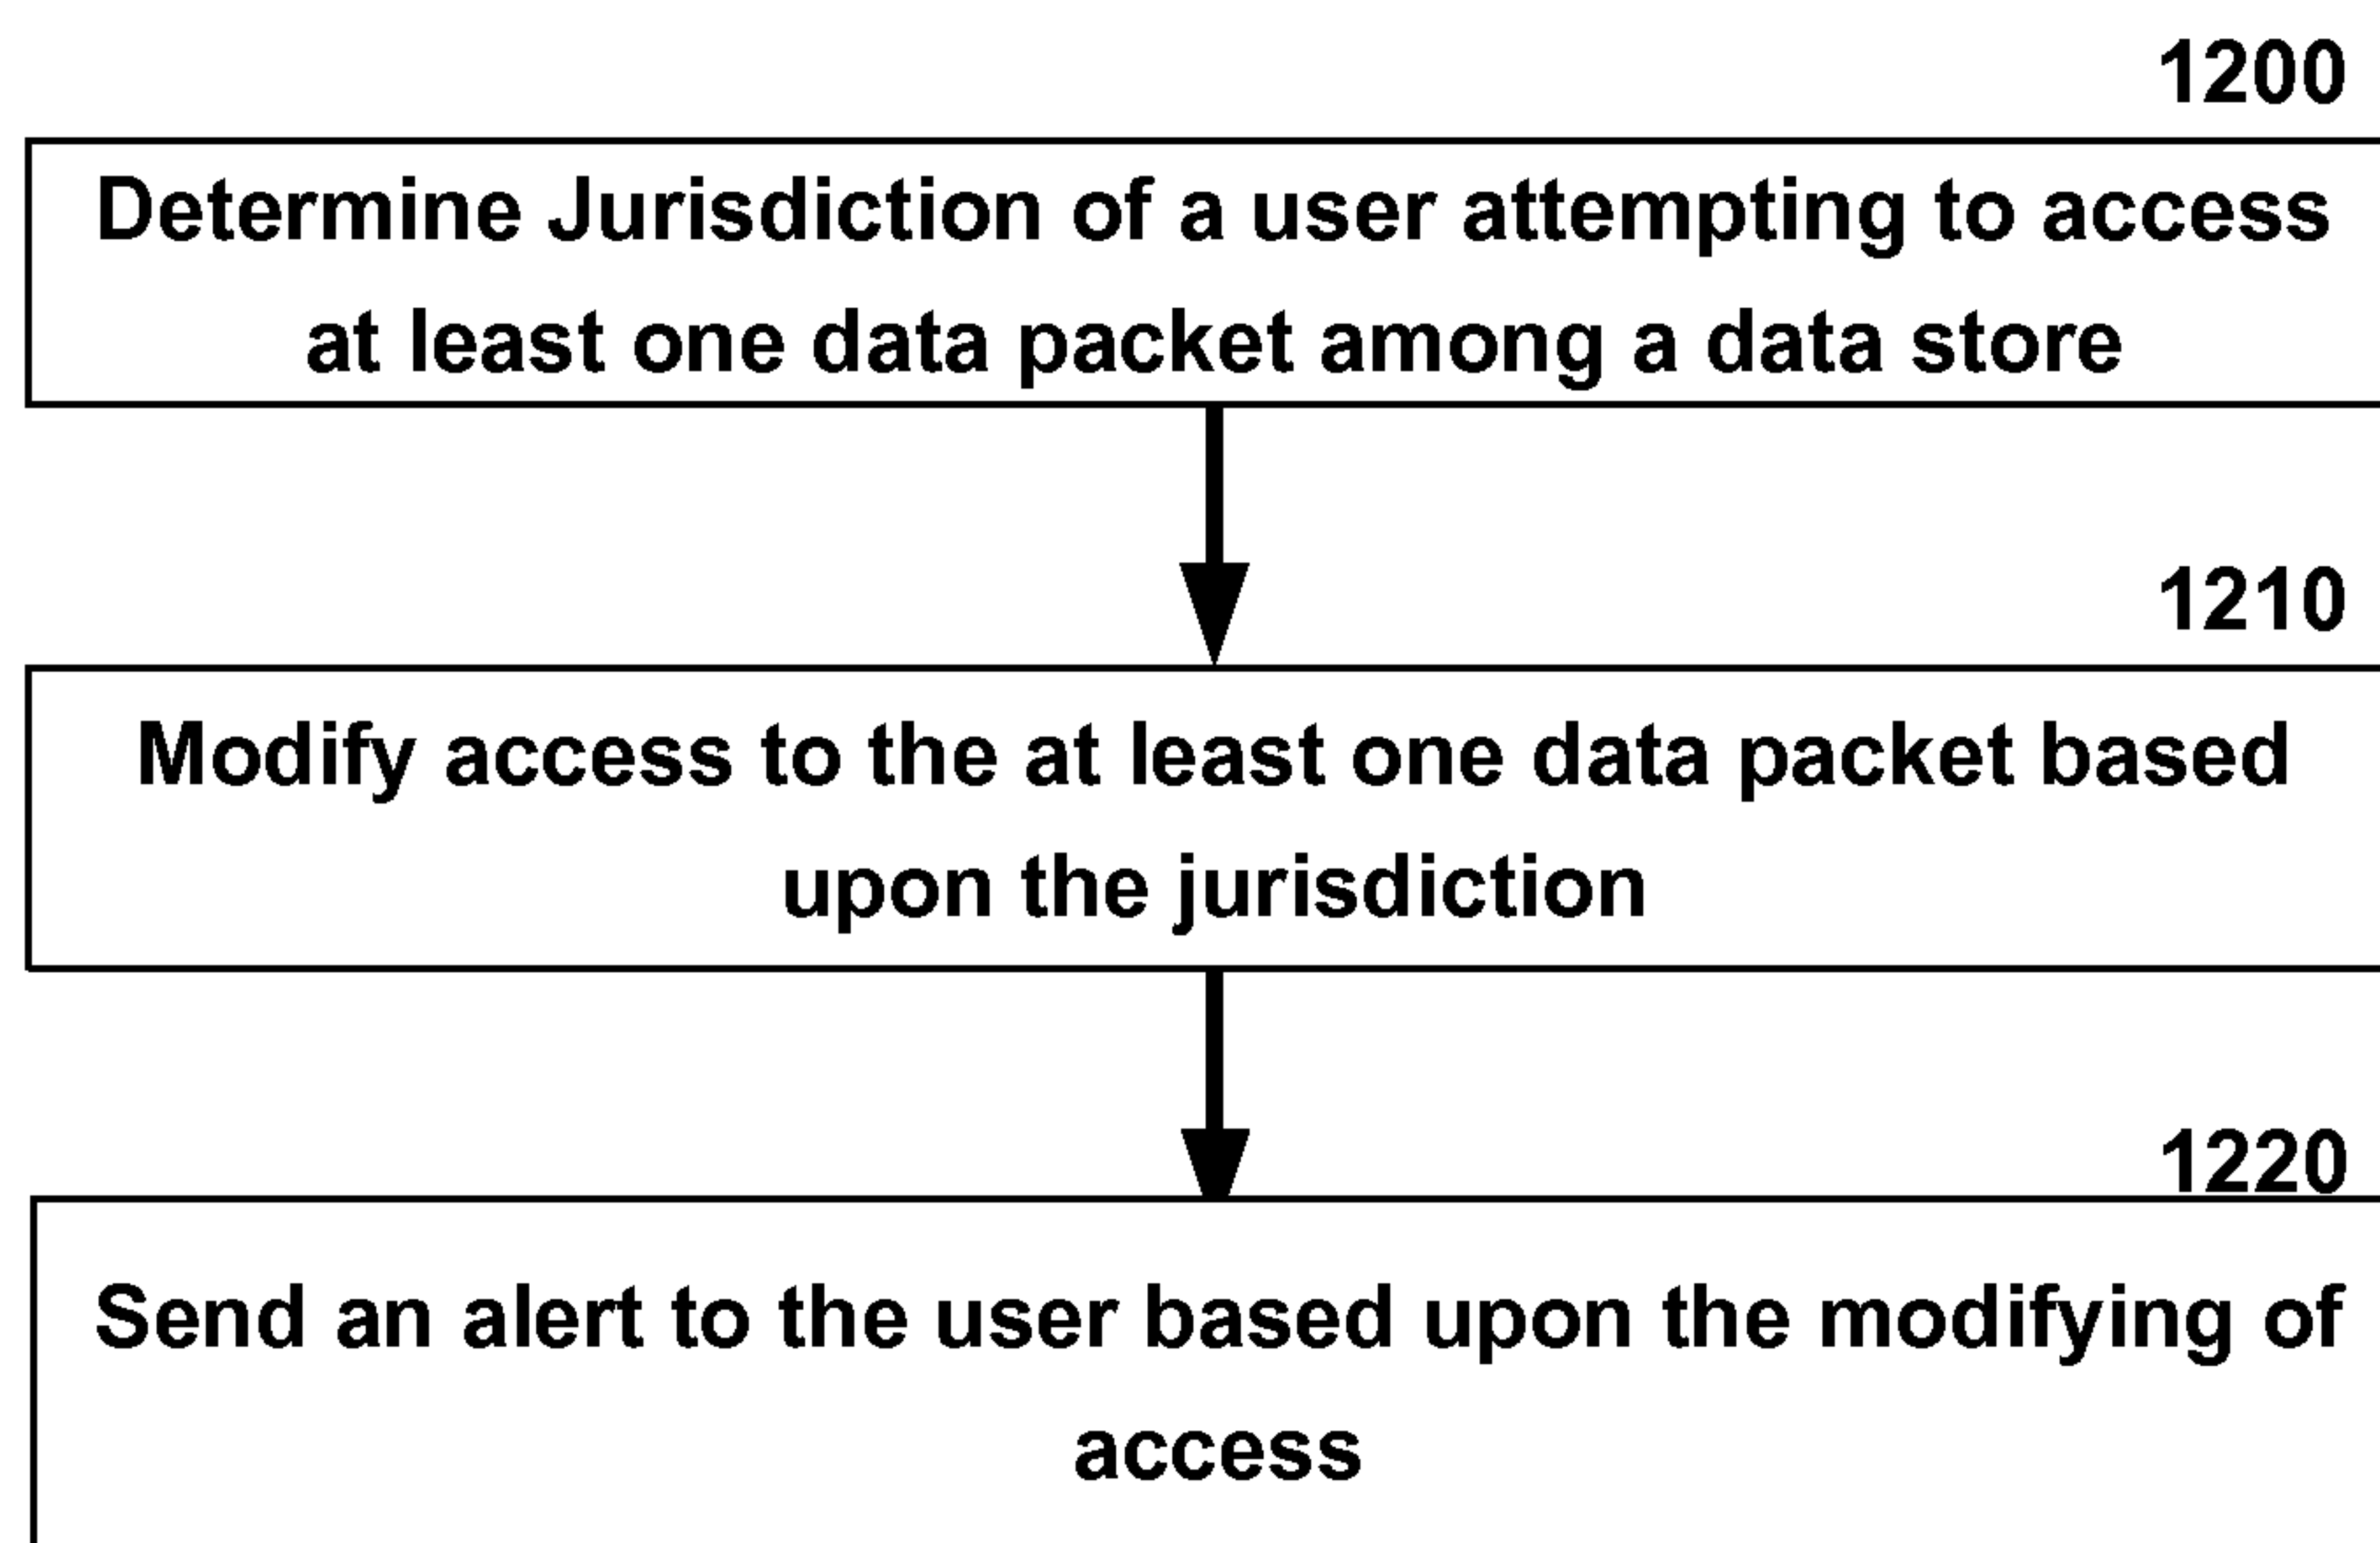 1200
Determine Jurisdiction of a user attempting to access
at least one data packet among a data store
1210
Modify access to the at least one data packet based
upon the jurisdiction
1220
Send an alert to the user based upon the modifying of
access